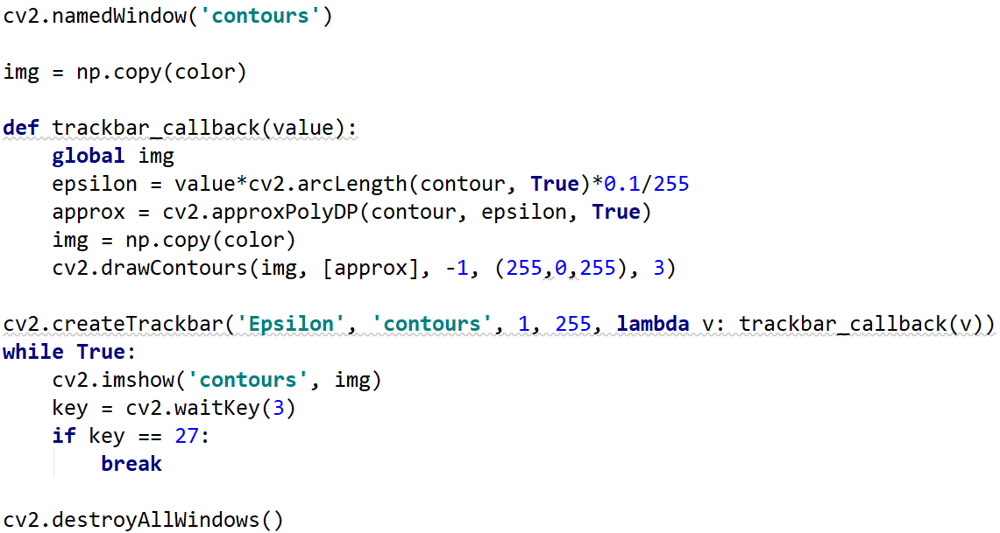 cv2.namedWindow('contours')
img = np.copy(color)
def trackbar_callback(value):
    global img
    epsilon = value*cv2.arcLength(contour, True)*0.1/255
    approx = cv2.approxPolyDP(contour, epsilon, True)
    img = np.copy(color)
    cv2.drawContours(img, [approx], -1, (255,0,255), 3)
cv2.createTrackbar('Epsilon', 'contours', 1, 255, lambda v: trackbar_callback(v))
while True:
    cv2.imshow('contours', img)
    key = cv2.waitKey(3)
    if key == 27:
        break
cv2.destroyAllWindows()